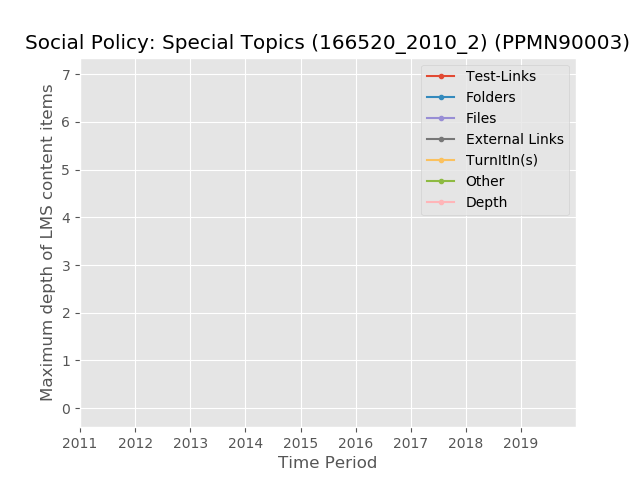 Social Policy: Special Topics (166520_2010_2) (PPMN90003)
Maximum depth of LMS content items
7
6
5
4
3
2
1
0
Test-Links
Folders
Files
External Links
TurnItIn(s)
Other
Depth
2011 2012 2013 2014 2015 2016 2017 2018 2019
Time Period